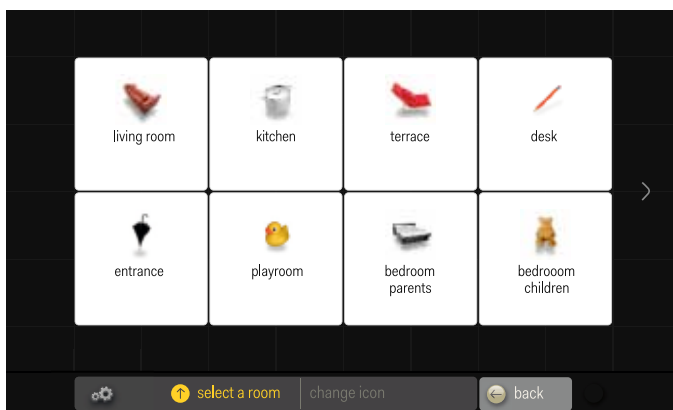 living room
kitchen
terrace
desk
entrance
playroom
bedroom
parents
bedrooom
children
select a room
change icon
back